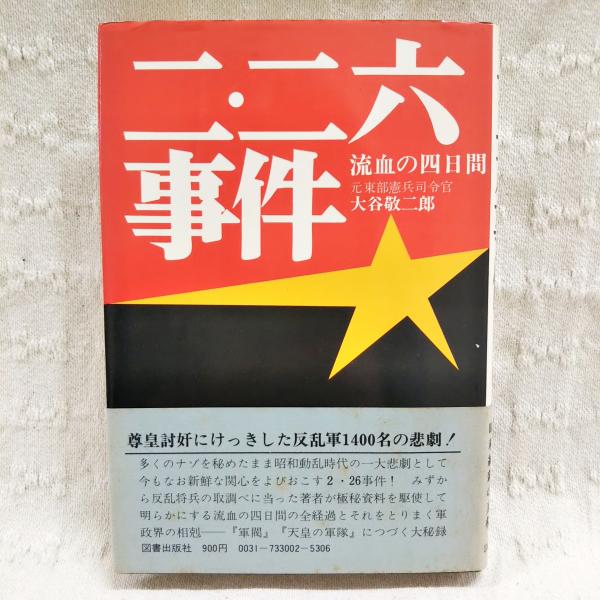 二・二六
事件
流血の四日間
元東部憲兵司令官
大谷敬二郎
尊皇討奸にけっきした反乱軍1400名の悲劇！
多くのナゾを秘めたまま昭和動乱時代の一大悲劇として
今もなお新鮮な関心をよびおこす2・26事件！ みずか
ら反乱将兵の取調べに当った著者が極秘資料を駆使して
明らかにする流血の四日間の全経過とそれをとりまく軍
政界の相剋――『軍閥』『天皇の軍隊』につづく大秘録
図書出版社 900円 0031-733002-5306